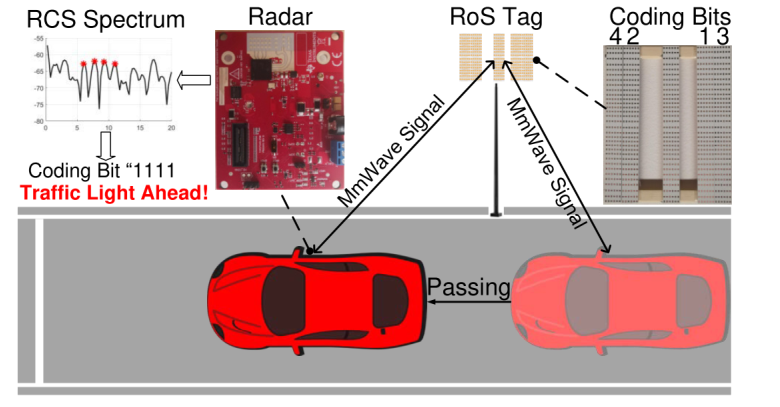 RCS Spectrum
Radar
RoS Tag
Coding Bits
4 2 1 3
-55
-60
-65
-70
-75
-80
0 5 10 15 20
Coding Bit “1111
Traffic Light Ahead!
MmWave Signal
MmWave Signal
Passing